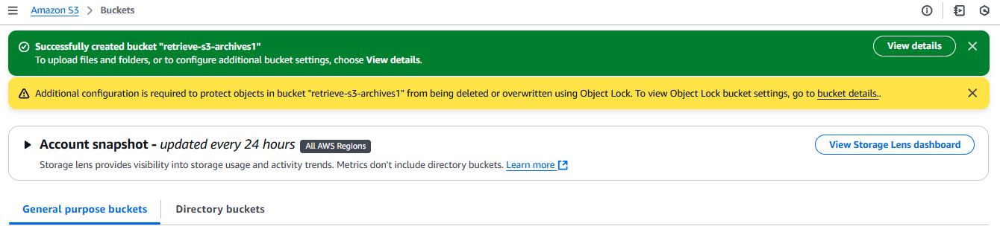 Amazon S3 > Buckets
Successfully created bucket "retrieve-s3-archives1"
To upload files and folders, or to configure additional bucket settings, choose View details.
View details
Additional configuration is required to protect objects in bucket "retrieve-s3-archives1" from being deleted or overwritten using Object Lock. To view Object Lock bucket settings, go to bucket details..
Account snapshot - updated every 24 hours All AWS Regions
View Storage Lens dashboard
Storage lens provides visibility into storage usage and activity trends. Metrics don't include directory buckets. Learn more
General purpose buckets Directory buckets